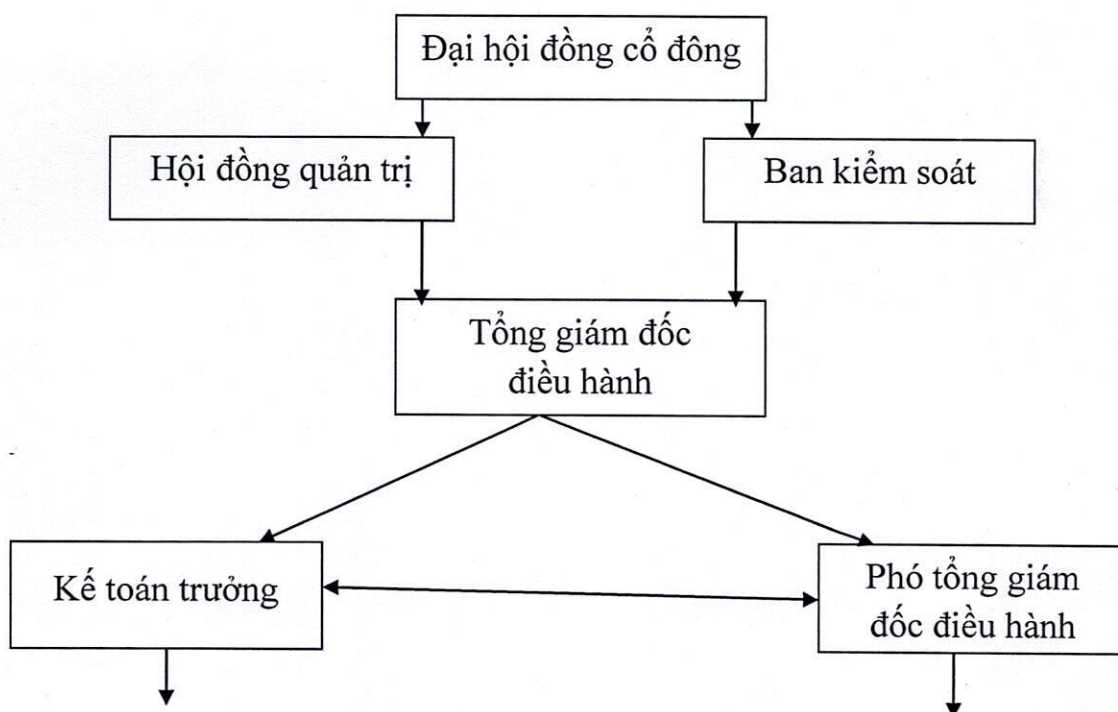 Đại hội đồng cổ đông
Hội đồng quản trị
Ban kiểm soát
Tổng giám đốc
điều hành
Kế toán trưởng
Phó tổng giám
đốc điều hành